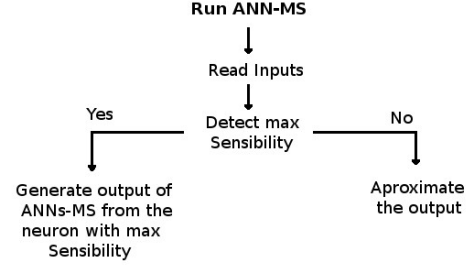 Run ANN-MS
Read Inputs
Detect max
Sensibility
Yes
No
Generate output of
ANNs-MS from the
neuron with max
Sensibility
Aproximate
the output